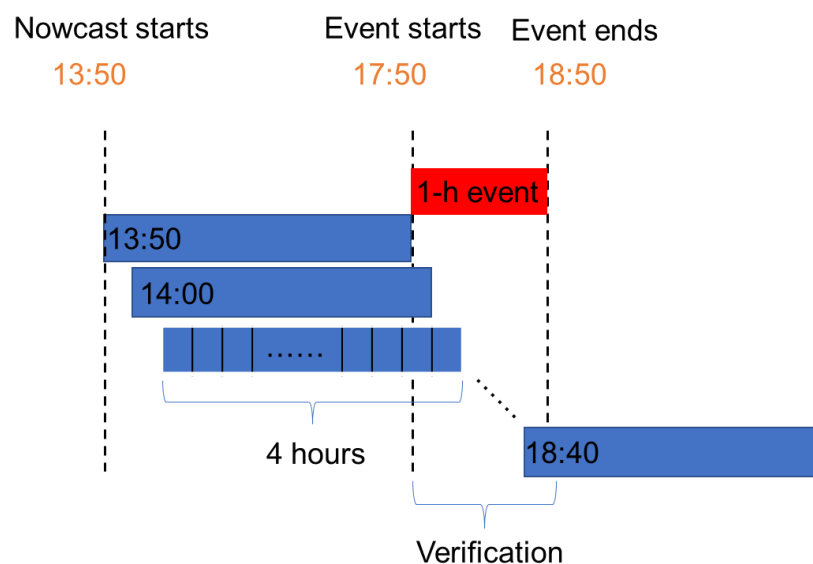 Nowcast starts Event starts Event ends
13:50 17:50 18:50
1-h event
13:50
14:00
......
4 hours
18:40
Verification